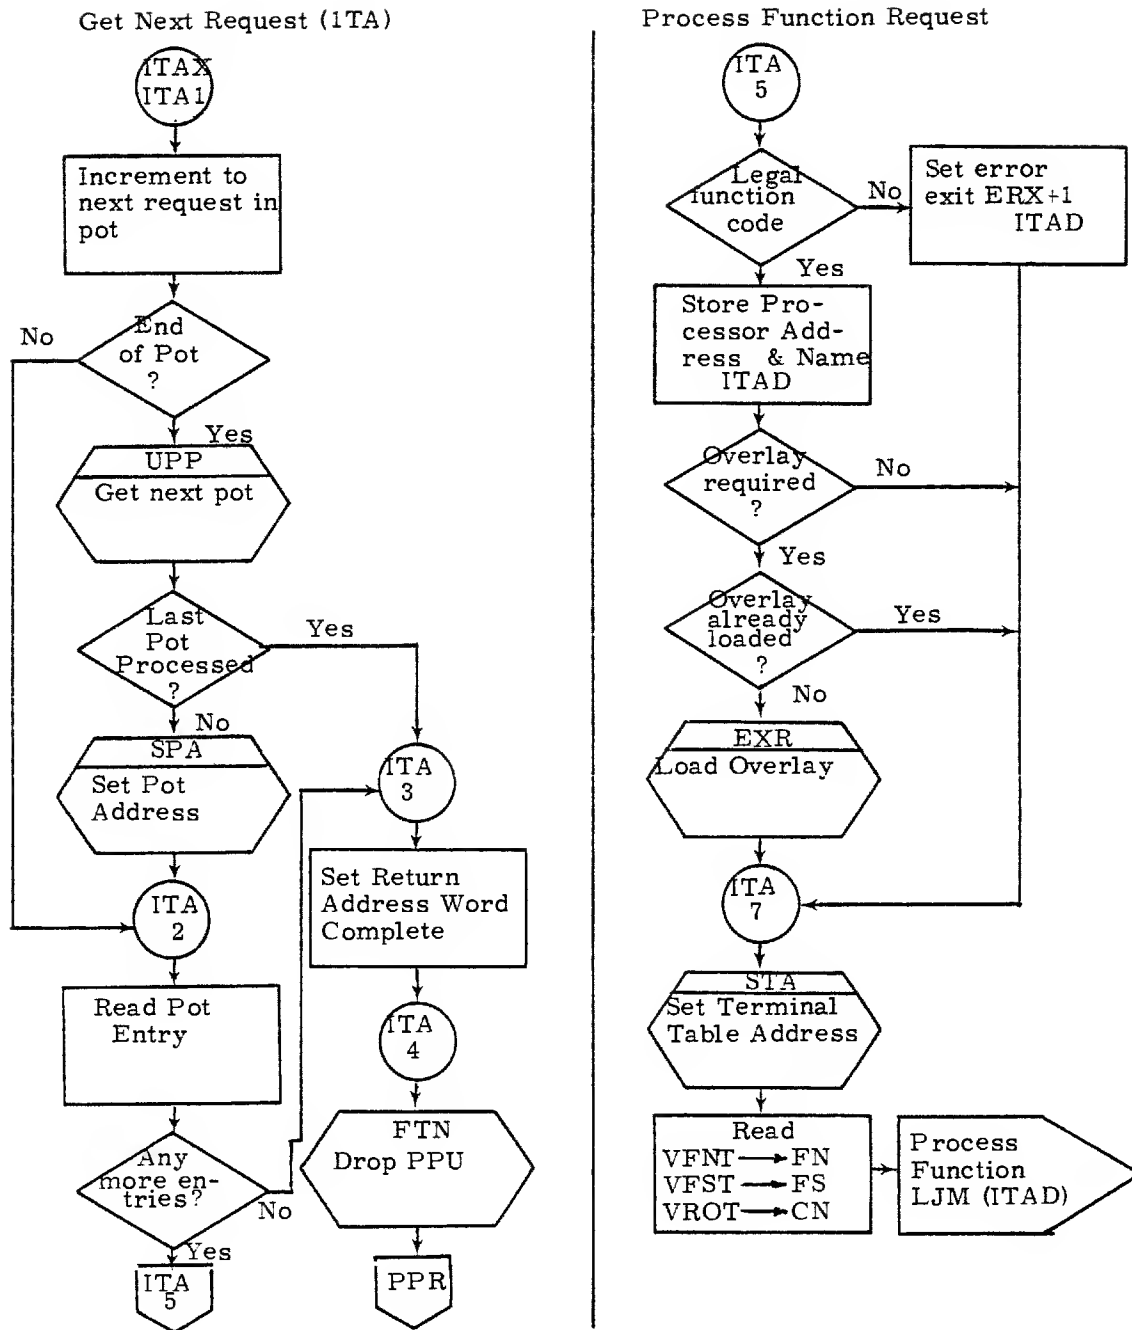 Get Next Request (1TA)
ITAX
ITA1
Increment to
next request in
pot
End
of Pot
?
No
Yes
UPP
Get next pot
Last
Pot
Processed
?
Yes
No
SPA
Set Pot
Address
ITA
2
Read Pot
Entry
Any
more en-
tries?
No
Yes
ITA
5
ITA
3
Set Return
Address Word
Complete
ITA
4
FTN
Drop PPU
PPR
Process Function Request
ITA
5
Legal
function
code
No
Set error
exit ERX+1
ITAD
Yes
Store Pro-
cessor Add-
ress & Name
ITAD
Overlay
required
?
No
Yes
Overlay
already
loaded
?
Yes
No
EXR
Load Overlay
ITA
7
STA
Set Terminal
Table Address
Read
VFNT → FN
VFST → FS
VROT → CN
Process
Function
LJM (ITAD)